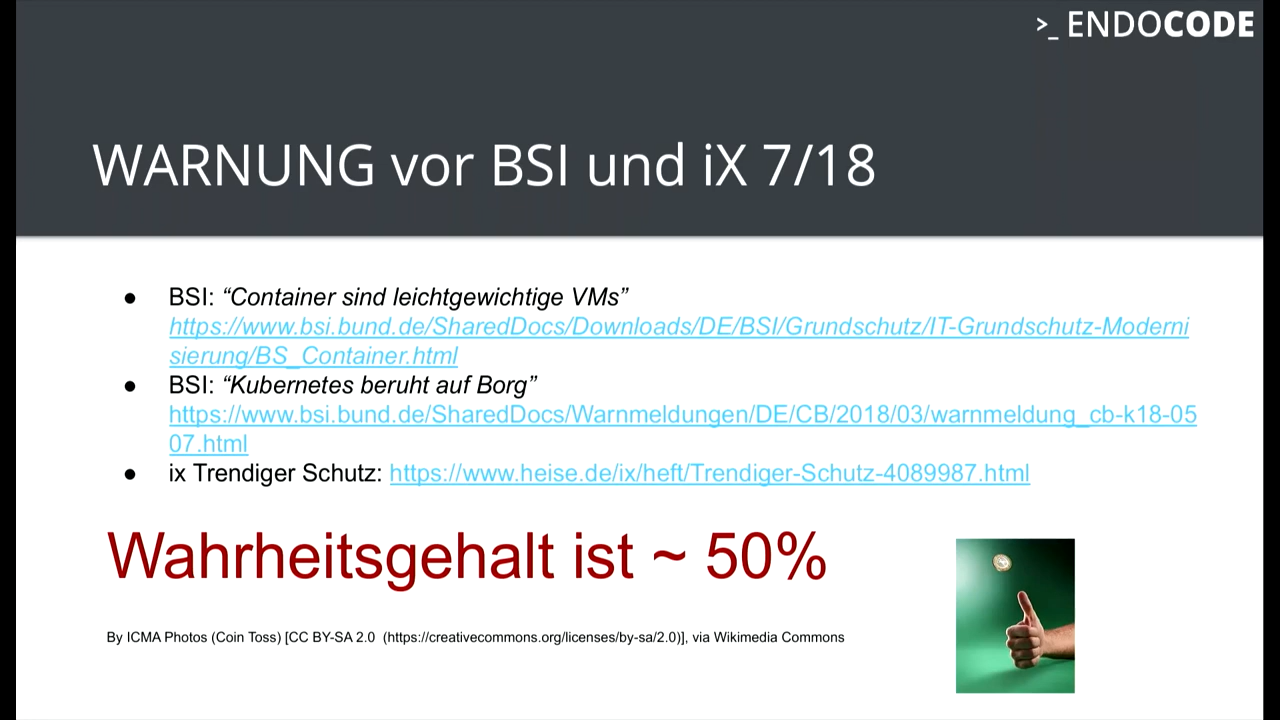 >_ ENDOCODE
WARNUNG vor BSI und iX 7/18
● BSI: “Container sind leichtgewichtige VMs”
https://www.bsi.bund.de/SharedDocs/Downloads/DE/BSI/Grundschutz/IT-Grundschutz-Moderni
sierung/BS_Container.html
● BSI: “Kubernetes beruht auf Borg”
https://www.bsi.bund.de/SharedDocs/Warnmeldungen/DE/CB/2018/03/warnmeldung_cb-k18-05
07.html
● ix Trendiger Schutz: https://www.heise.de/ix/heft/Trendiger-Schutz-4089987.html
Wahrheitsgehalt ist ~ 50%
By ICMA Photos (Coin Toss) [CC BY-SA 2.0 (https://creativecommons.org/licenses/by-sa/2.0)], via Wikimedia Commons